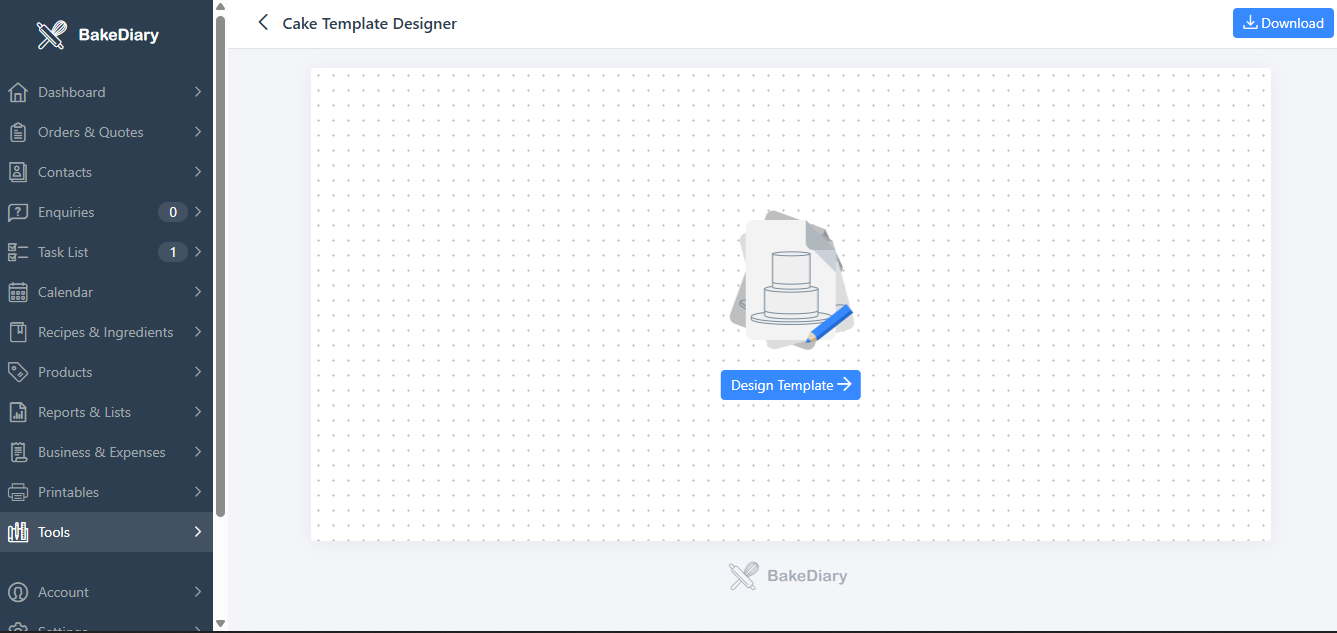 BakeDiary
Cake Template Designer
Download
Dashboard
Orders & Quotes
Contacts
Enquiries 0
Task List 1
Calendar
Recipes & Ingredients
Products
Reports & Lists
Business & Expenses
Printables
Tools
Account
Settings
Design Template
BakeDiary